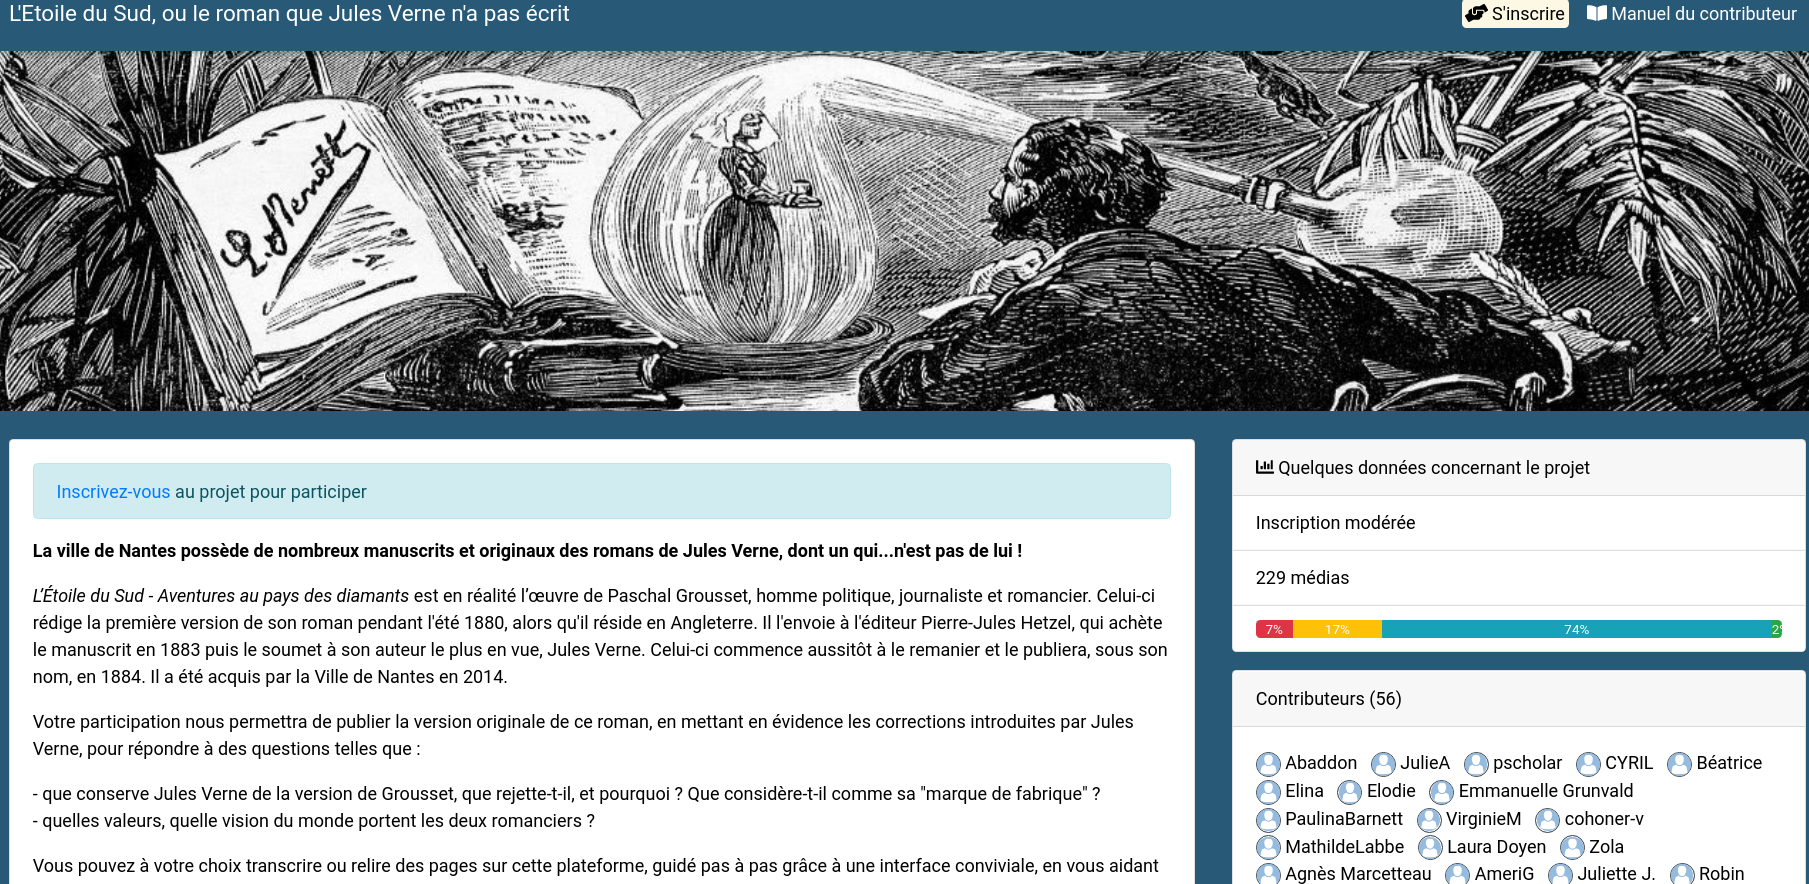 L'Etoile du Sud, ou le roman que Jules Verne n'a pas écrit
S'inscrire
Manuel du contributeur
Inscrivez-vous au projet pour participer
La ville de Nantes possède de nombreux manuscrits et originaux des romans de Jules Verne, dont un qui...n'est pas de lui !
L'Étoile du Sud - Aventures au pays des diamants est en réalité l'œuvre de Paschal Grousset, homme politique, journaliste et romancier. Celui-ci
rédige la première version de son roman pendant l'été 1880, alors qu'il réside en Angleterre. Il l'envoie à l'éditeur Pierre-Jules Hetzel, qui achète
le manuscrit en 1883 puis le soumet à son auteur le plus en vue, Jules Verne. Celui-ci commence aussitôt à le remanier et le publiera, sous son
nom, en 1884. Il a été acquis par la Ville de Nantes en 2014.
Votre participation nous permettra de publier la version originale de ce roman, en mettant en évidence les corrections introduites par Jules
Verne, pour répondre à des questions telles que :
- que conserve Jules Verne de la version de Grousset, que rejette-t-il, et pourquoi ? Que considère-t-il comme sa "marque de fabrique" ?
- quelles valeurs, quelle vision du monde portent les deux romanciers ?
Vous pouvez à votre choix transcrire ou relire des pages sur cette plateforme, guidé pas à pas grâce à une interface conviviale, en vous aidant
Quelques données concernant le projet
Inscription modérée
229 médias
7% 17% 74% 2%
Contributeurs (56)
Abaddon JulieA pscholar CYRIL Béatrice
Elina Elodie Emmanuelle Grunvald
PaulinaBarnett VirginieM cohoner-v
MathildeLabbe Laura Doyen Zola
Agnès Marcetteau AmeriG Juliette J. Robin